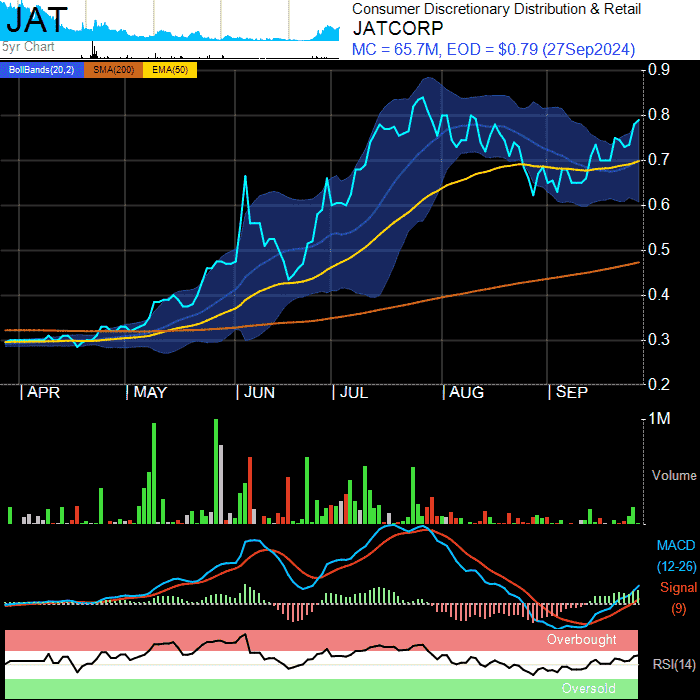 JAT
5yr Chart
Consumer Discretionary Distribution & Retail
JATCORP
MC = 65.7M, EOD = $0.79 (27Sep2024)
BollBands(20,2) SMA(200) EMA(50)
0.9
0.8
0.7
0.6
0.5
0.4
0.3
0.2
APR MAY JUN JUL AUG SEP
1M
Volume
MACD
(12-26)
Signal
(9)
Overbought
RSI(14)
Oversold